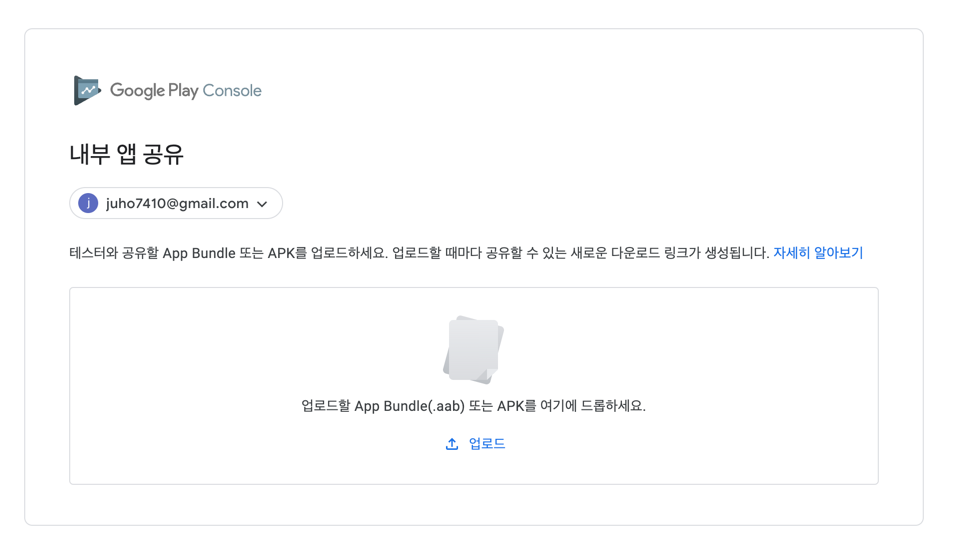 Google Play Console
내부 앱 공유
j juho7410@gmail.com
테스터와 공유할 App Bundle 또는 APK를 업로드하세요. 업로드할 때마다 공유할 수 있는 새로운 다운로드 링크가 생성됩니다. 자세히 알아보기
업로드할 App Bundle(.aab) 또는 APK를 여기에 드롭하세요.
업로드